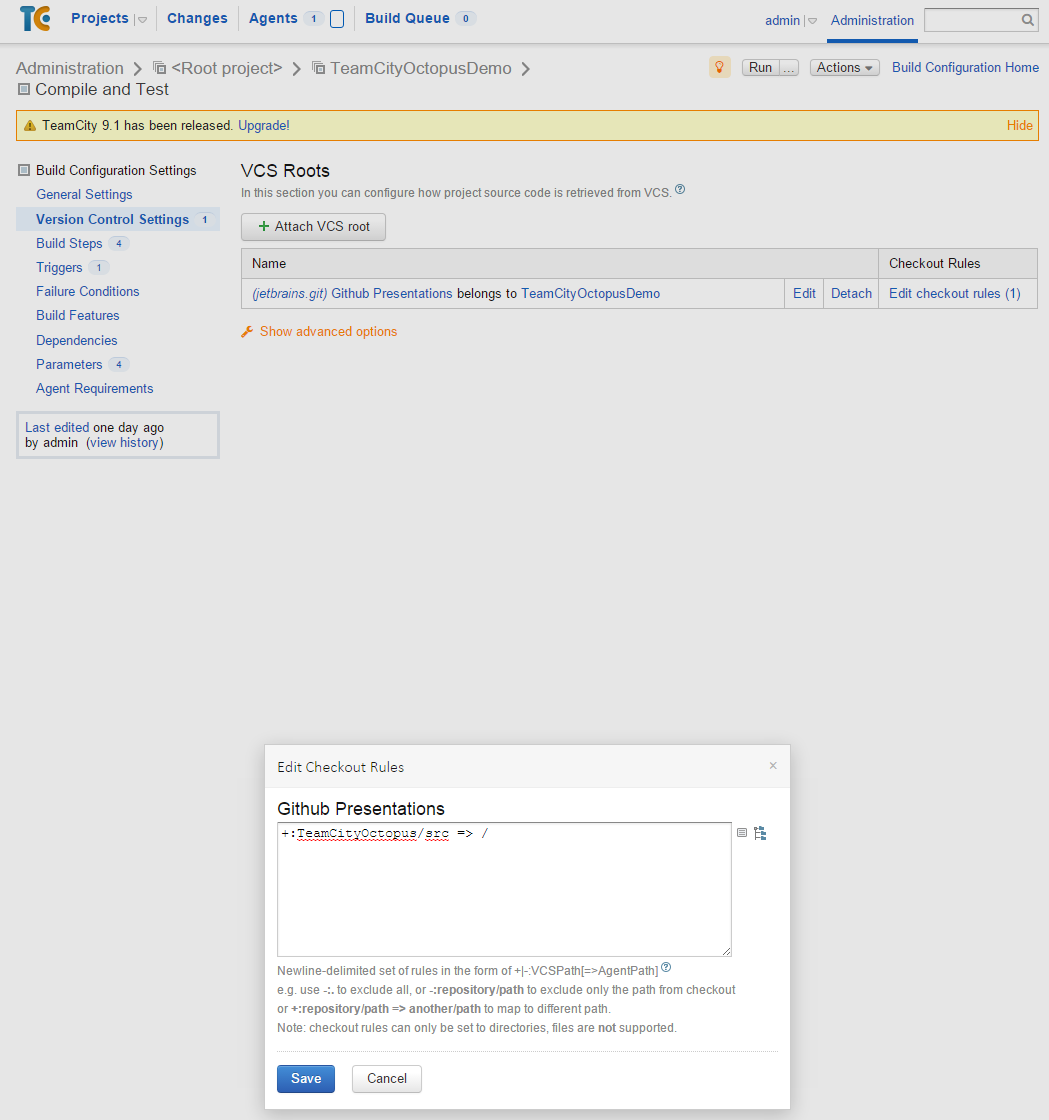 TC Projects Changes Agents 1 Build Queue 0 admin Administration
Administration <Root project> TeamCityOctopusDemo Run ... Actions Build Configuration Home
Compile and Test
TeamCity 9.1 has been released. Upgrade! Hide
Build Configuration Settings
General Settings
Version Control Settings 1
Build Steps 4
Triggers 1
Failure Conditions
Build Features
Dependencies
Parameters 4
Agent Requirements
Last edited one day ago
by admin (view history)
VCS Roots
In this section you can configure how project source code is retrieved from VCS. ?
+ Attach VCS root
Name Checkout Rules
(jetbrains.git) Github Presentations belongs to TeamCityOctopusDemo Edit Detach Edit checkout rules (1)
Show advanced options
Edit Checkout Rules ×
Github Presentations
+:TeamCityOctopus/src => /
Newline-delimited set of rules in the form of +|-:VCSPath[=>AgentPath] ?
e.g. use -:. to exclude all, or -:repository/path to exclude only the path from checkout
or +:repository/path => another/path to map to different path.
Note: checkout rules can only be set to directories, files are not supported.
Save Cancel